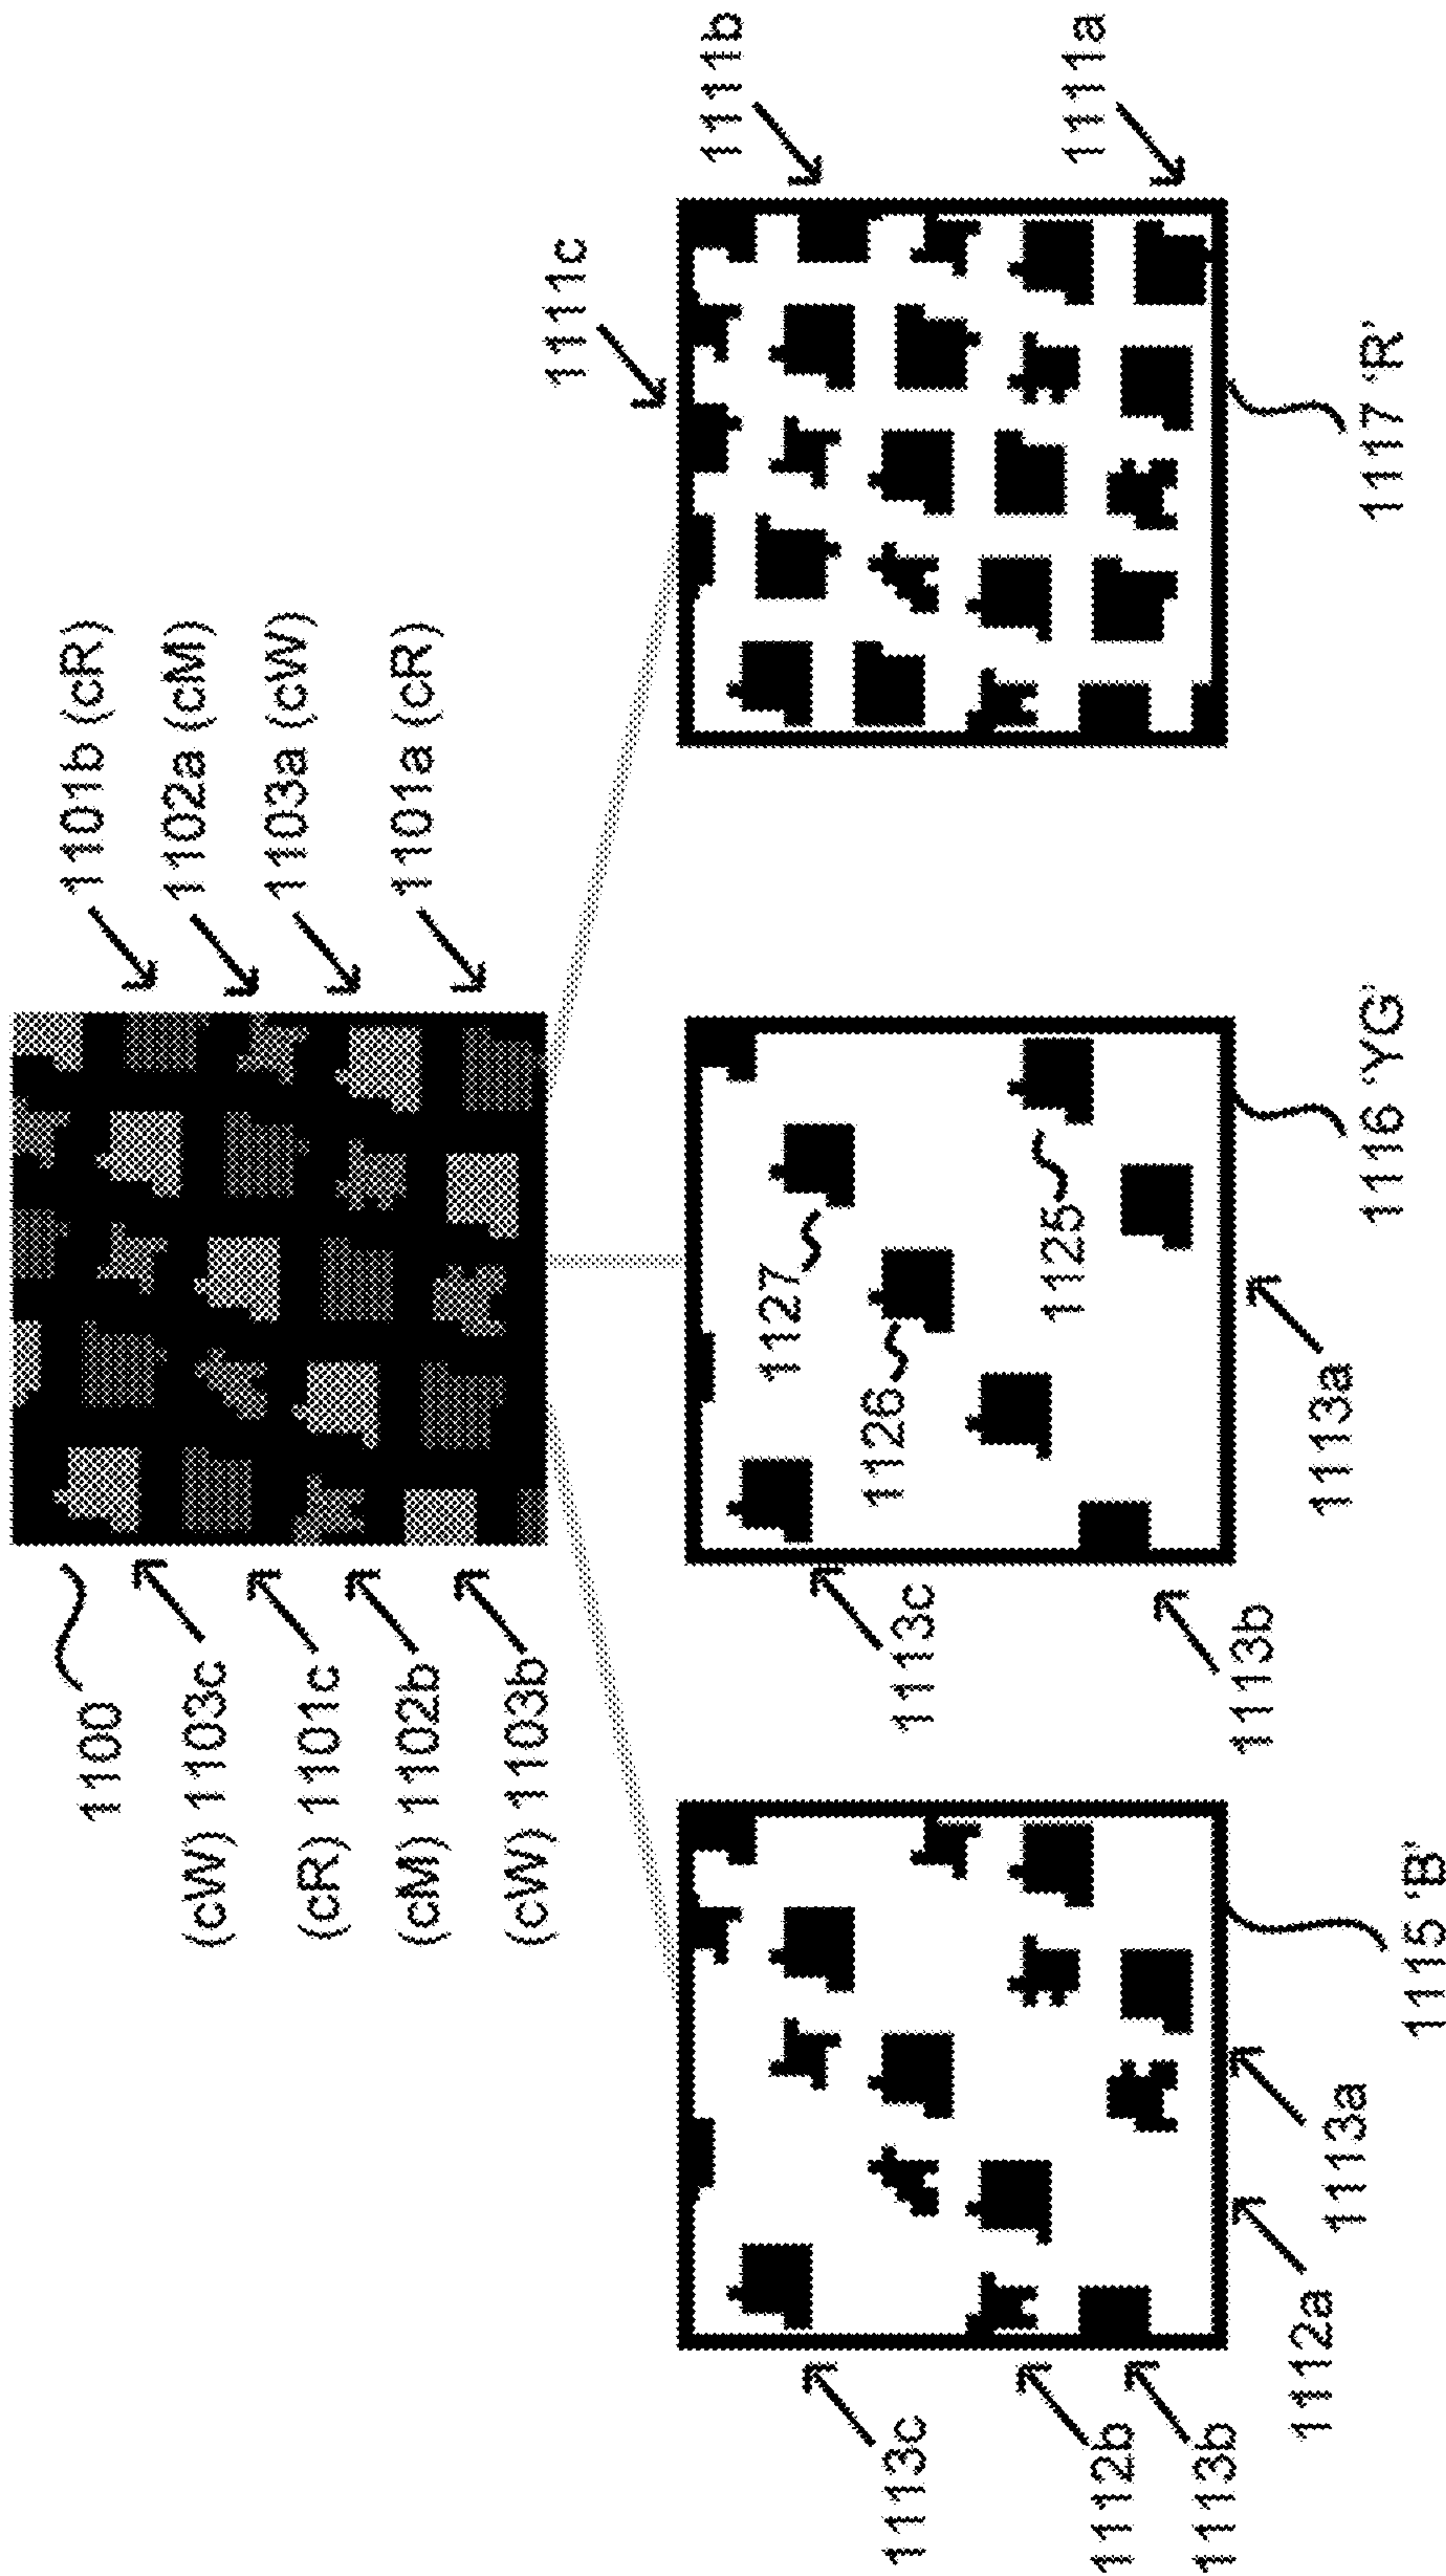 1100
(cW) 1103c
(cR) 1101c
(cM) 1102b
(cW) 1103b
1101b (cR)
1102a (cM)
1103a (cW)
1101a (cR)
1113c
1112b
1113b
1112a
1113a
1115 'B'
1113c
1113b
1127
1126
1125
1113a
1116 'YG'
1111c
1111b
1111a
1117 'R'